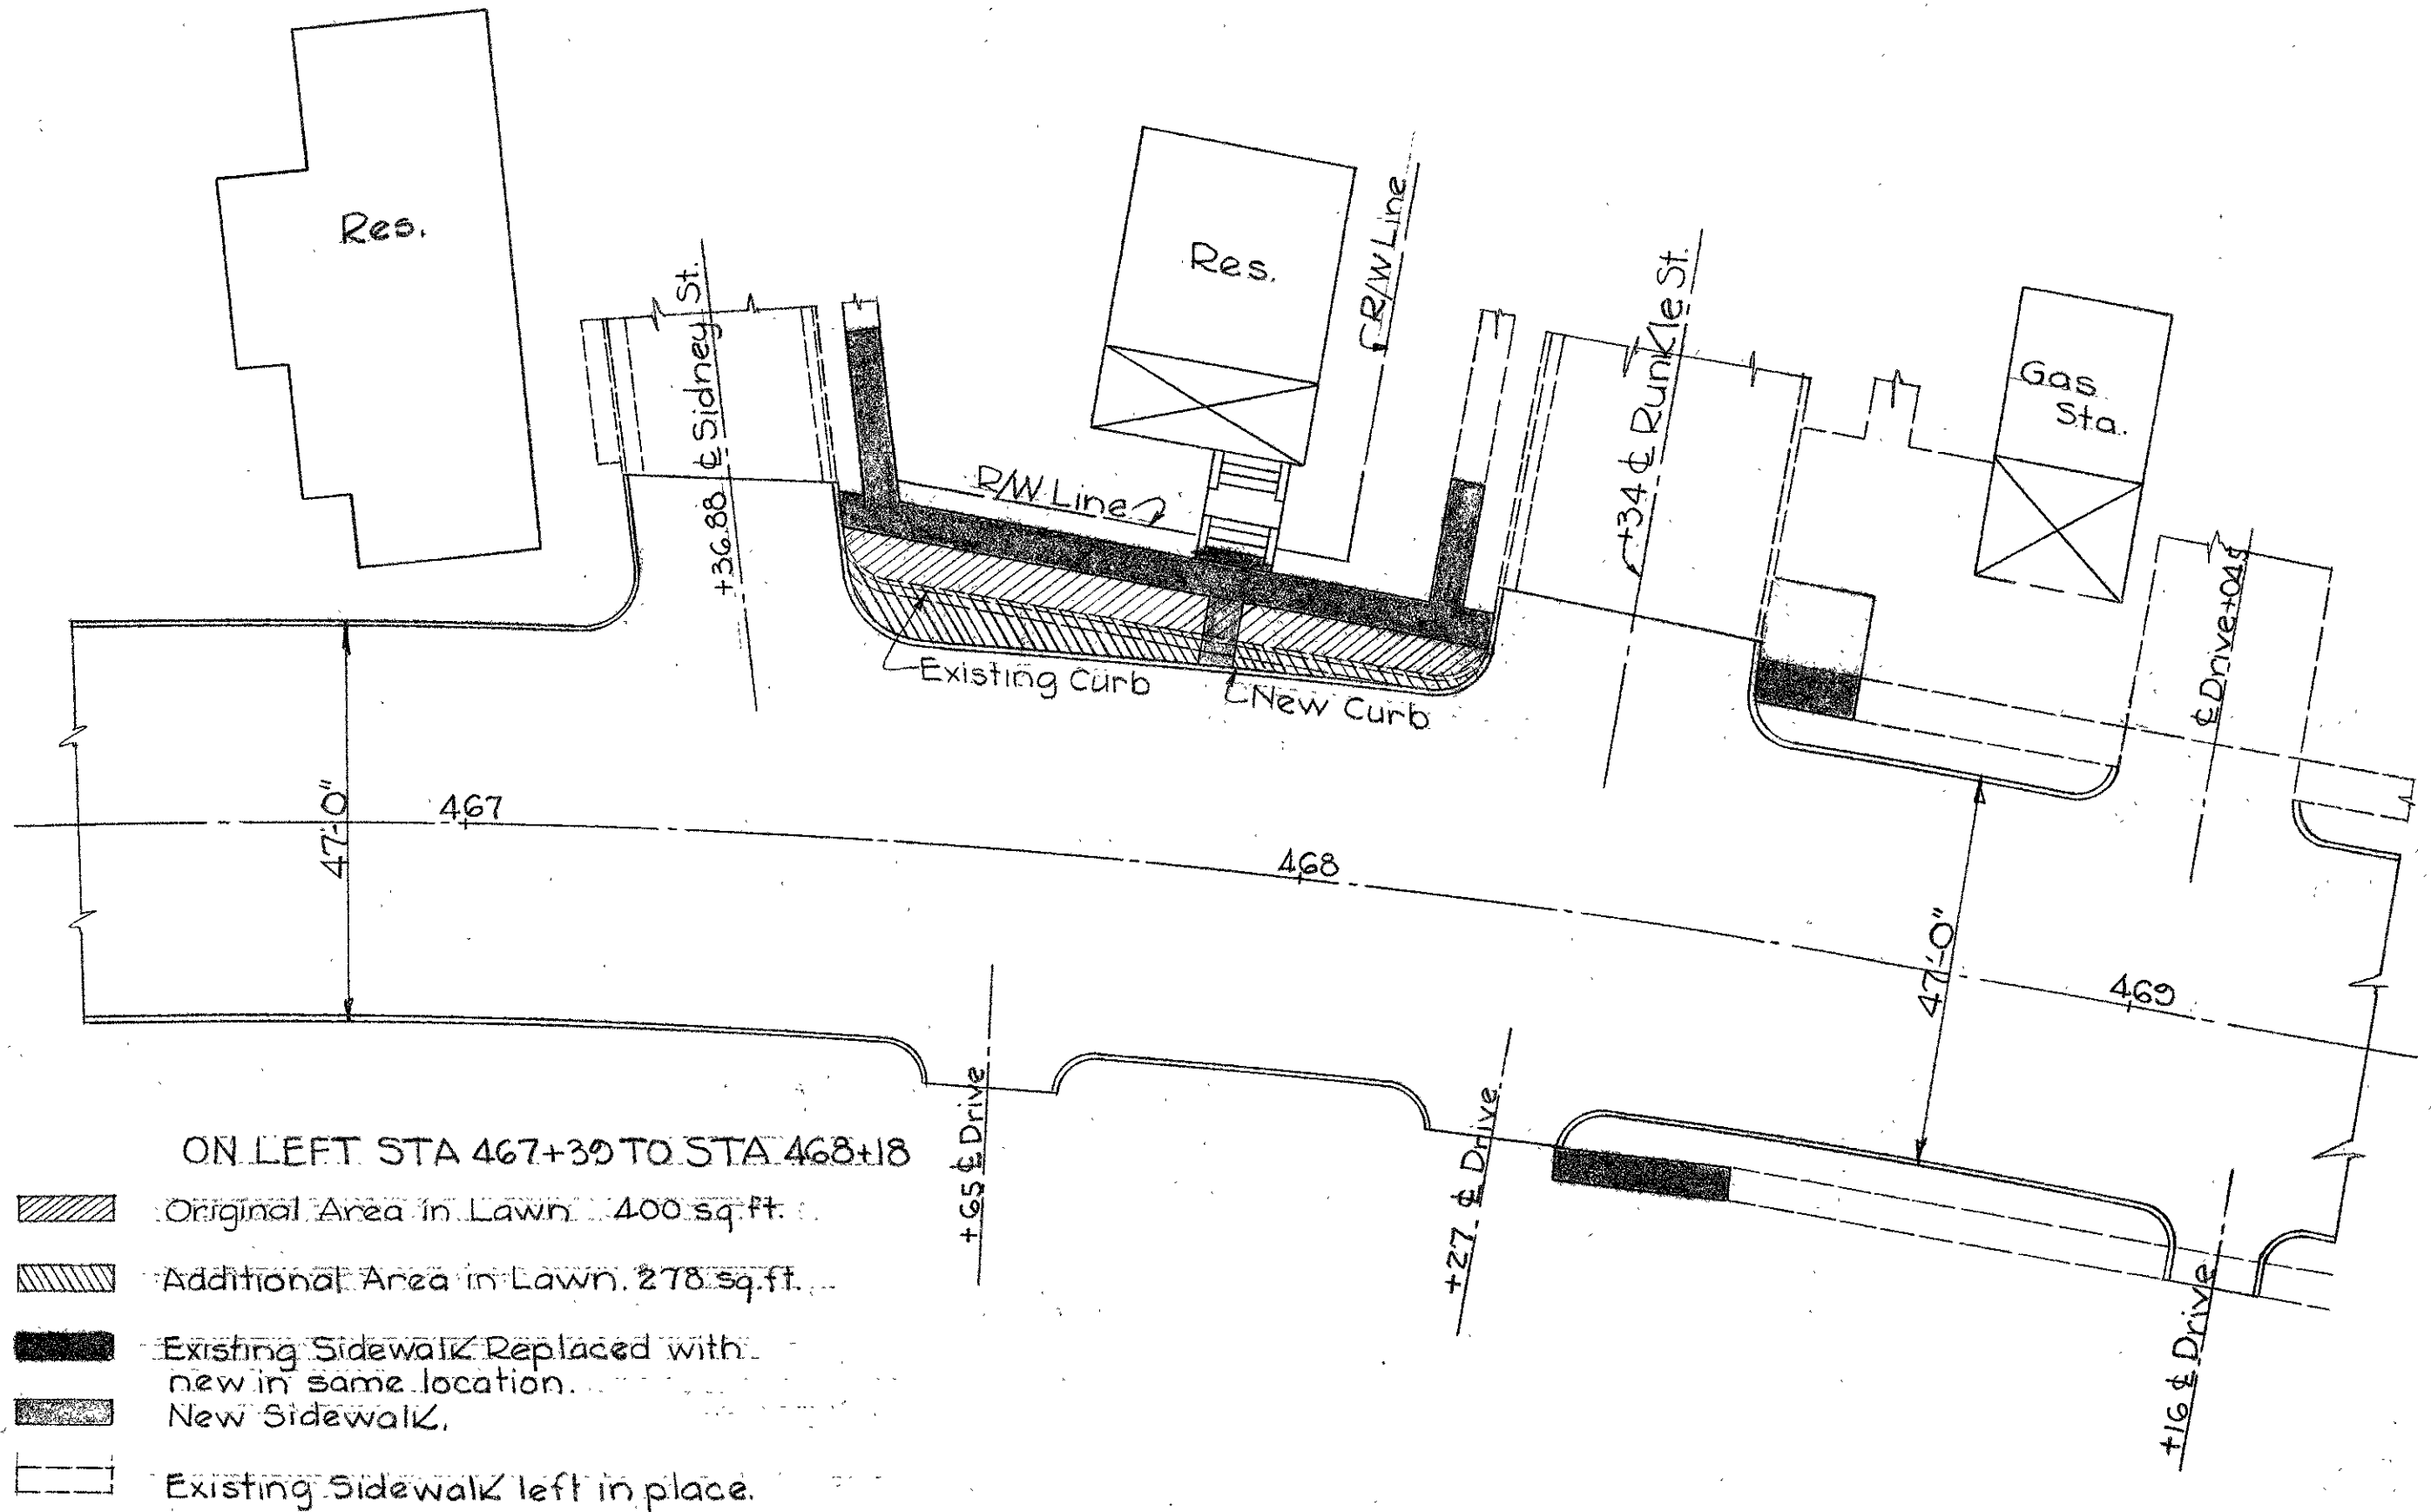 Res.
Res.
R/W Line
+36.88 ℄ Sidney St.
R/W Line
+34 ℄ Runkle St.
Gas
Sta.
℄ Drive+04.5
Existing Curb
New Curb
47'-0"
467
468
47'-0"
469
+65 ℄ Drive
+27 ℄ Drive
+16 ℄ Drive
ON LEFT STA 467+39 TO STA 468+18
Original Area in Lawn 400 sq.ft.
Additional Area in Lawn. 278 sq.ft.
Existing Sidewalk Replaced with
new in same location.
New Sidewalk.
Existing Sidewalk left in place.